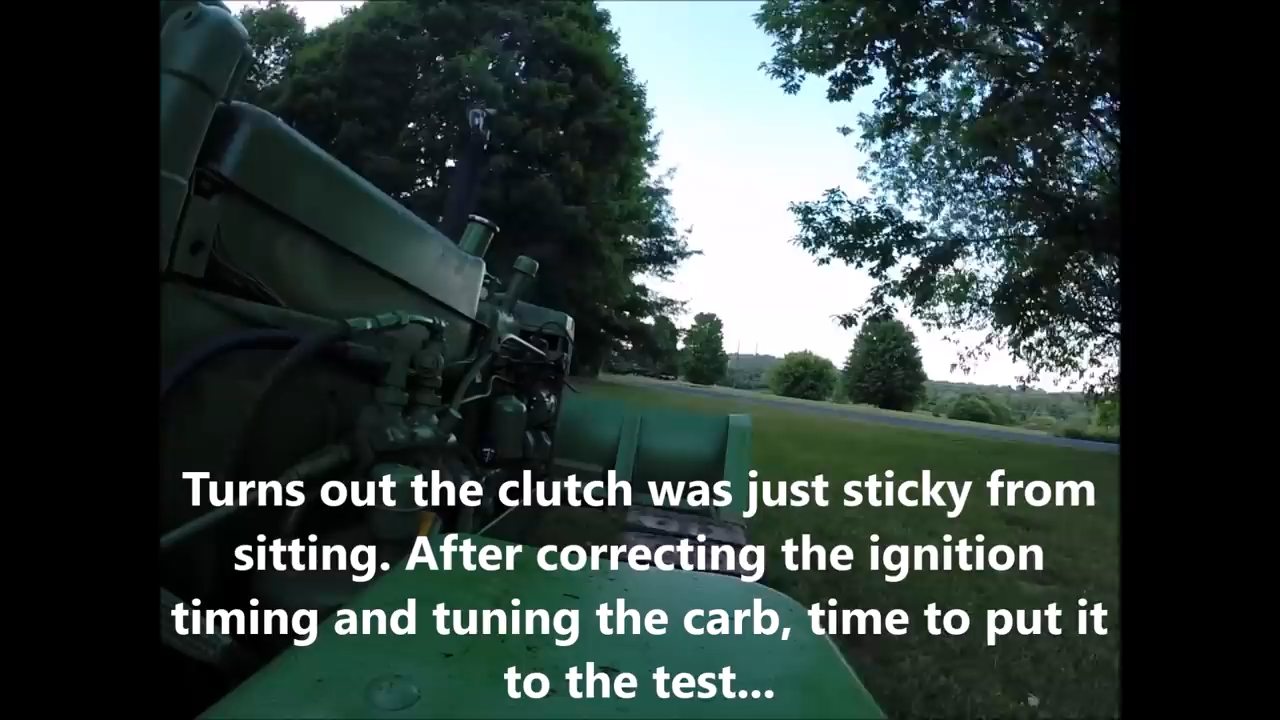 Turns out the clutch was just sticky from
sitting. After correcting the ignition
timing and tuning the carb, time to put it
to the test...